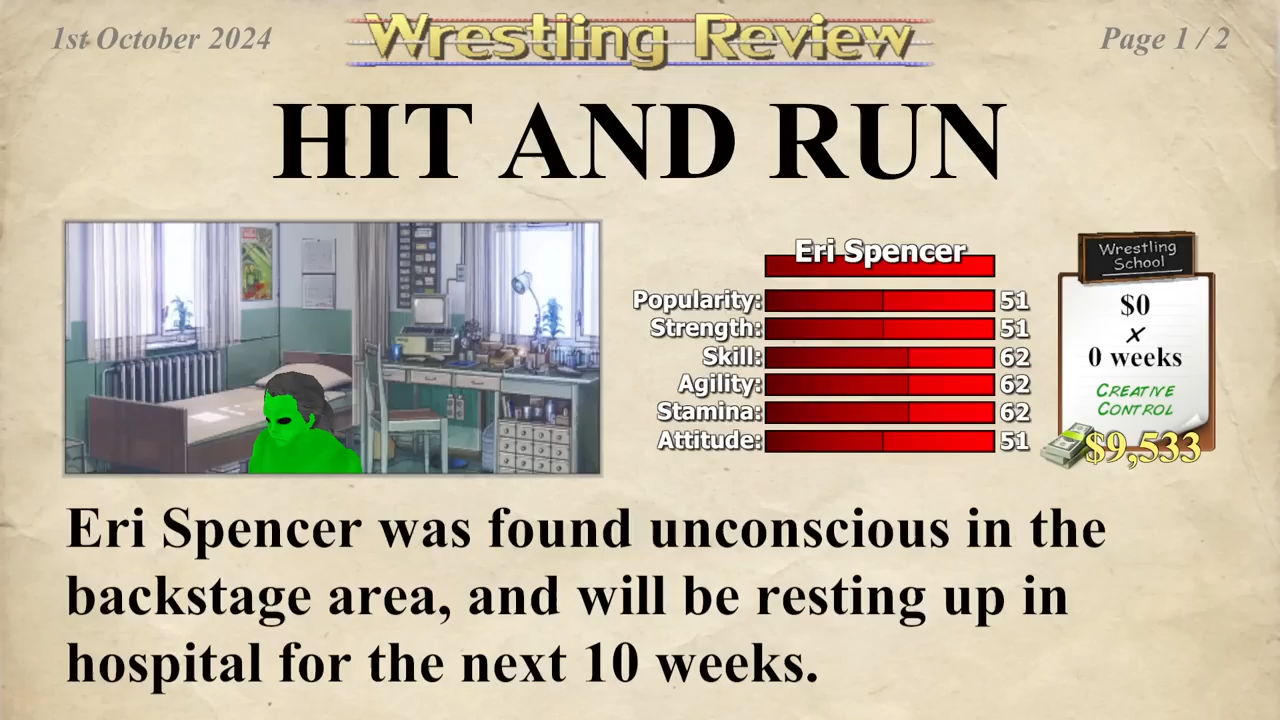 1st October 2024
Wrestling Review
Page 1 / 2
HIT AND RUN
Eri Spencer
Popularity: 51
Strength: 51
Skill: 62
Agility: 62
Stamina: 62
Attitude: 51
Wrestling
School
$0
x
0 weeks
CREATIVE
CONTROL
$9,533
Eri Spencer was found unconscious in the
backstage area, and will be resting up in
hospital for the next 10 weeks.